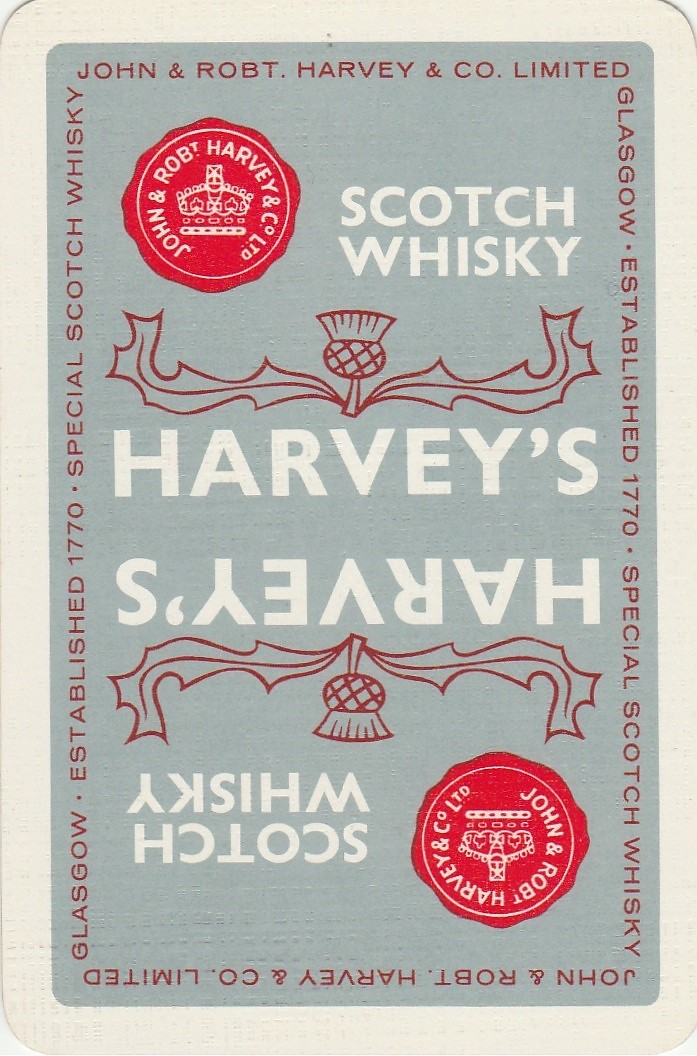 JOHN & ROBT. HARVEY & CO. LIMITED
GLASGOW · ESTABLISHED 1770 · SPECIAL SCOTCH WHISKY
JOHN & ROBT HARVEY & Co LTD
SCOTCH
WHISKY
HARVEY'S
HARVEY'S
SCOTCH
WHISKY
JOHN & ROBT HARVEY & Co LTD
JOHN & ROBT. HARVEY & CO. LIMITED
GLASGOW · ESTABLISHED 1770 · SPECIAL SCOTCH WHISKY